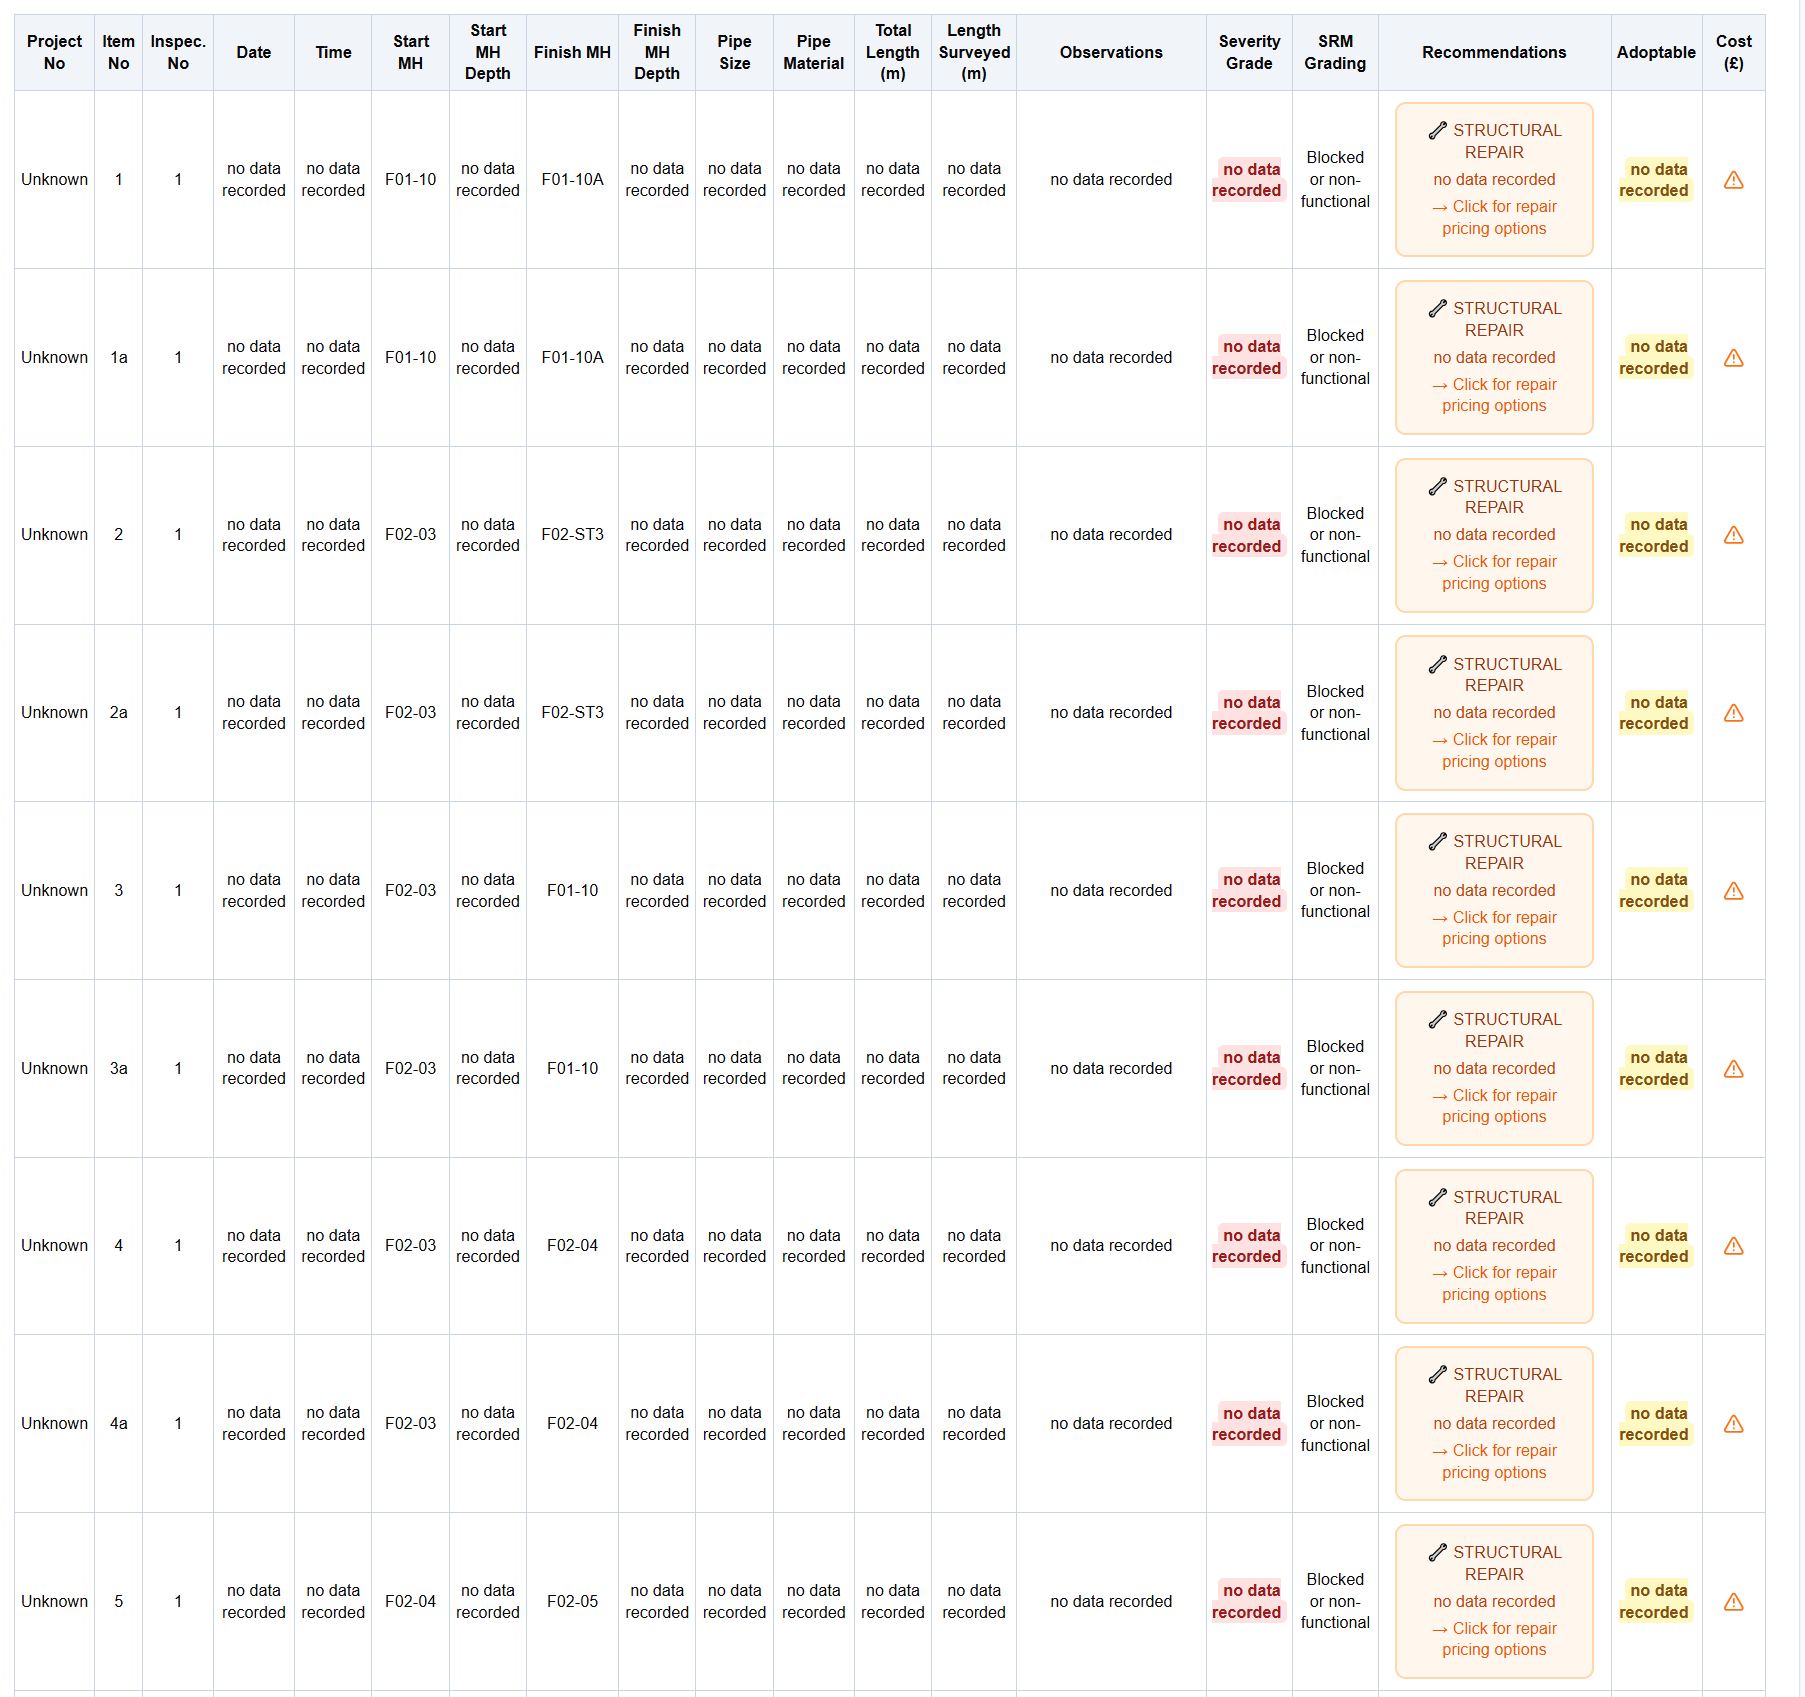 Project No | Item No | Inspec. No | Date | Time | Start MH | Start MH Depth | Finish MH | Finish MH Depth | Pipe Size | Pipe Material | Total Length (m) | Length Surveyed (m) | Observations | Severity Grade | SRM Grading | Recommendations | Adoptable | Cost (£)
Unknown | 1 | 1 | no data recorded | no data recorded | F01-10 | no data recorded | F01-10A | no data recorded | no data recorded | no data recorded | no data recorded | no data recorded | no data recorded | no data recorded | Blocked or non-functional | STRUCTURAL REPAIR no data recorded → Click for repair pricing options | no data recorded
Unknown | 1a | 1 | no data recorded | no data recorded | F01-10 | no data recorded | F01-10A | no data recorded | no data recorded | no data recorded | no data recorded | no data recorded | no data recorded | no data recorded | Blocked or non-functional | STRUCTURAL REPAIR no data recorded → Click for repair pricing options | no data recorded
Unknown | 2 | 1 | no data recorded | no data recorded | F02-03 | no data recorded | F02-ST3 | no data recorded | no data recorded | no data recorded | no data recorded | no data recorded | no data recorded | no data recorded | Blocked or non-functional | STRUCTURAL REPAIR no data recorded → Click for repair pricing options | no data recorded
Unknown | 2a | 1 | no data recorded | no data recorded | F02-03 | no data recorded | F02-ST3 | no data recorded | no data recorded | no data recorded | no data recorded | no data recorded | no data recorded | no data recorded | Blocked or non-functional | STRUCTURAL REPAIR no data recorded → Click for repair pricing options | no data recorded
Unknown | 3 | 1 | no data recorded | no data recorded | F02-03 | no data recorded | F01-10 | no data recorded | no data recorded | no data recorded | no data recorded | no data recorded | no data recorded | no data recorded | Blocked or non-functional | STRUCTURAL REPAIR no data recorded → Click for repair pricing options | no data recorded
Unknown | 3a | 1 | no data recorded | no data recorded | F02-03 | no data recorded | F01-10 | no data recorded | no data recorded | no data recorded | no data recorded | no data recorded | no data recorded | no data recorded | Blocked or non-functional | STRUCTURAL REPAIR no data recorded → Click for repair pricing options | no data recorded
Unknown | 4 | 1 | no data recorded | no data recorded | F02-03 | no data recorded | F02-04 | no data recorded | no data recorded | no data recorded | no data recorded | no data recorded | no data recorded | no data recorded | Blocked or non-functional | STRUCTURAL REPAIR no data recorded → Click for repair pricing options | no data recorded
Unknown | 4a | 1 | no data recorded | no data recorded | F02-03 | no data recorded | F02-04 | no data recorded | no data recorded | no data recorded | no data recorded | no data recorded | no data recorded | no data recorded | Blocked or non-functional | STRUCTURAL REPAIR no data recorded → Click for repair pricing options | no data recorded
Unknown | 5 | 1 | no data recorded | no data recorded | F02-04 | no data recorded | F02-05 | no data recorded | no data recorded | no data recorded | no data recorded | no data recorded | no data recorded | no data recorded | Blocked or non-functional | STRUCTURAL REPAIR no data recorded → Click for repair pricing options | no data recorded